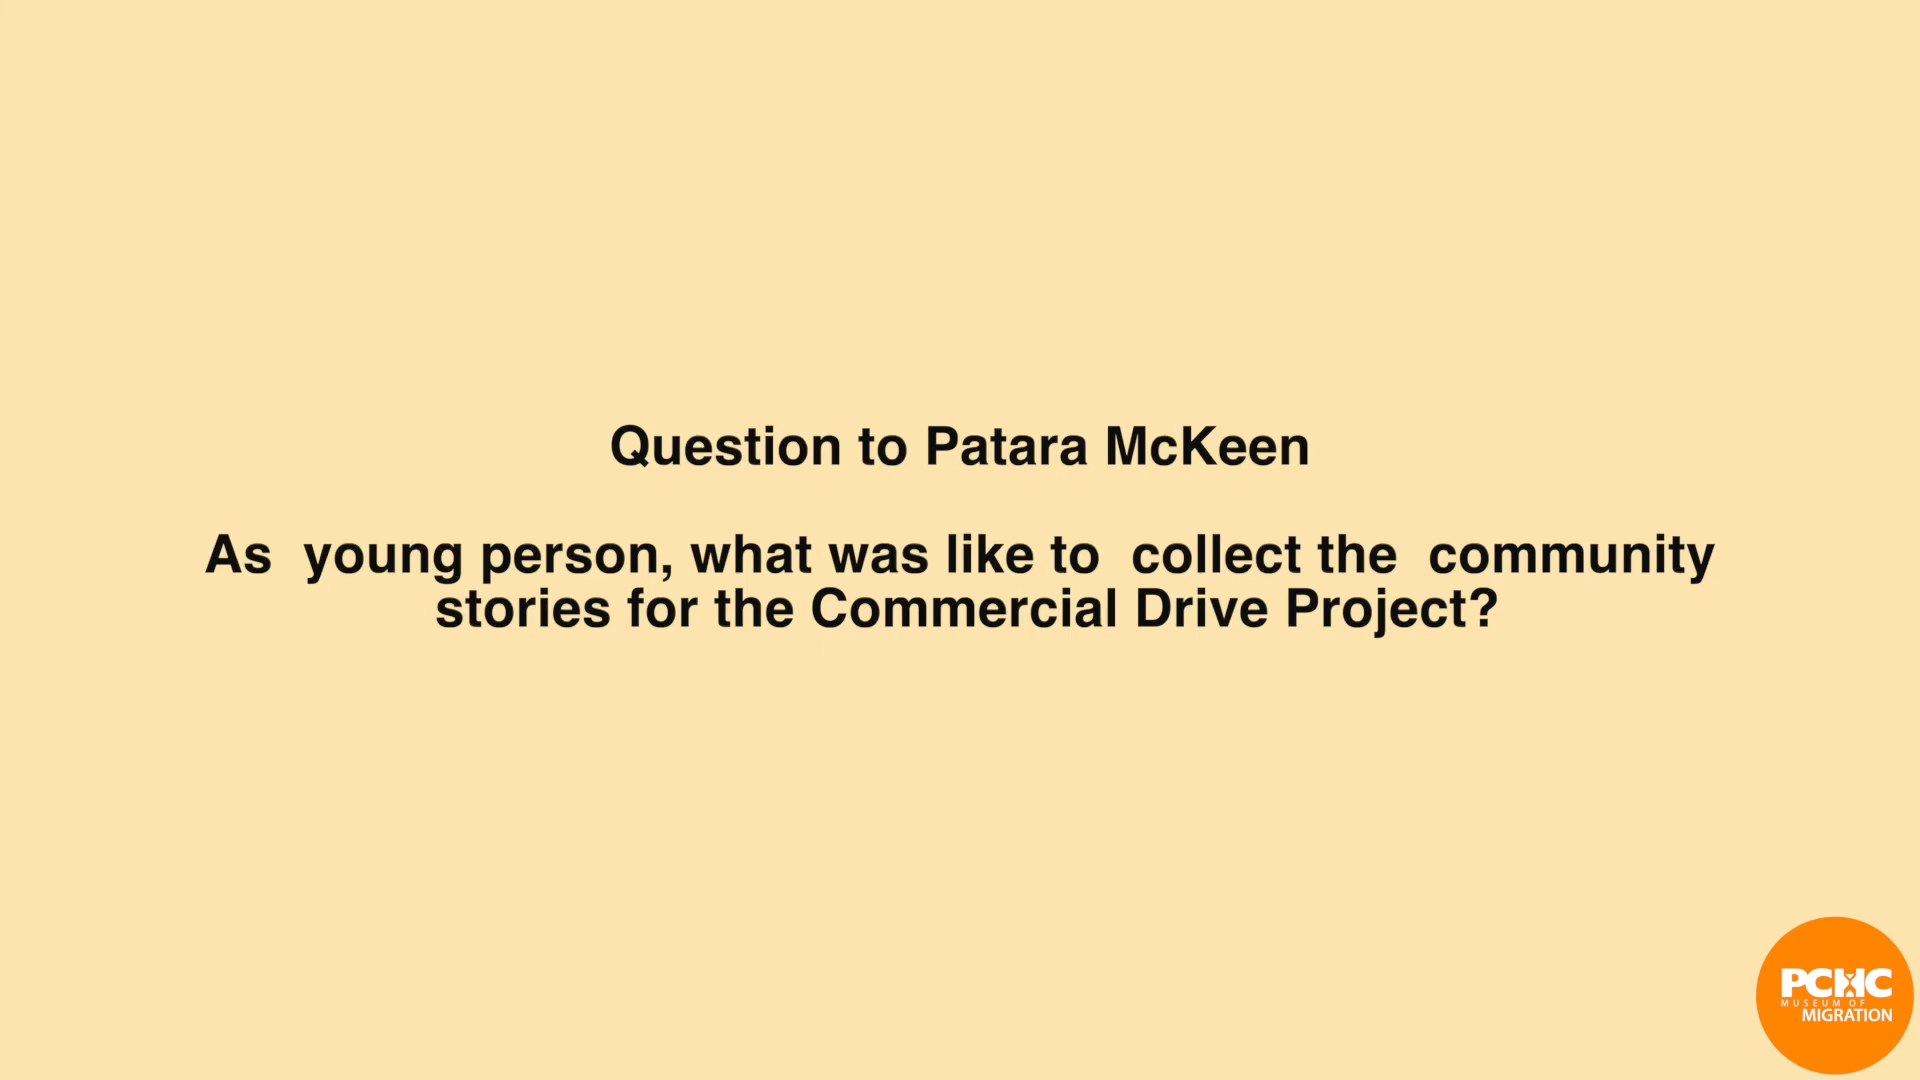 Question to Patara McKeen
As  young person, what was like to  collect the  community
stories for the Commercial Drive Project?
PCHC
MUSEUM OF
MIGRATION